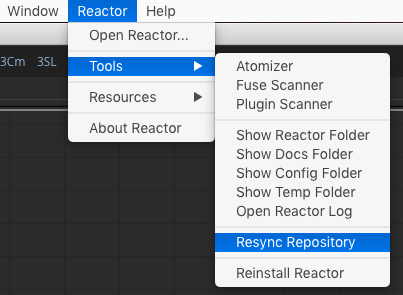 Window Reactor Help
3Cm 3SL
Open Reactor...
Tools
Resources
About Reactor
Atomizer
Fuse Scanner
Plugin Scanner
Show Reactor Folder
Show Docs Folder
Show Config Folder
Show Temp Folder
Open Reactor Log
Resync Repository
Reinstall Reactor